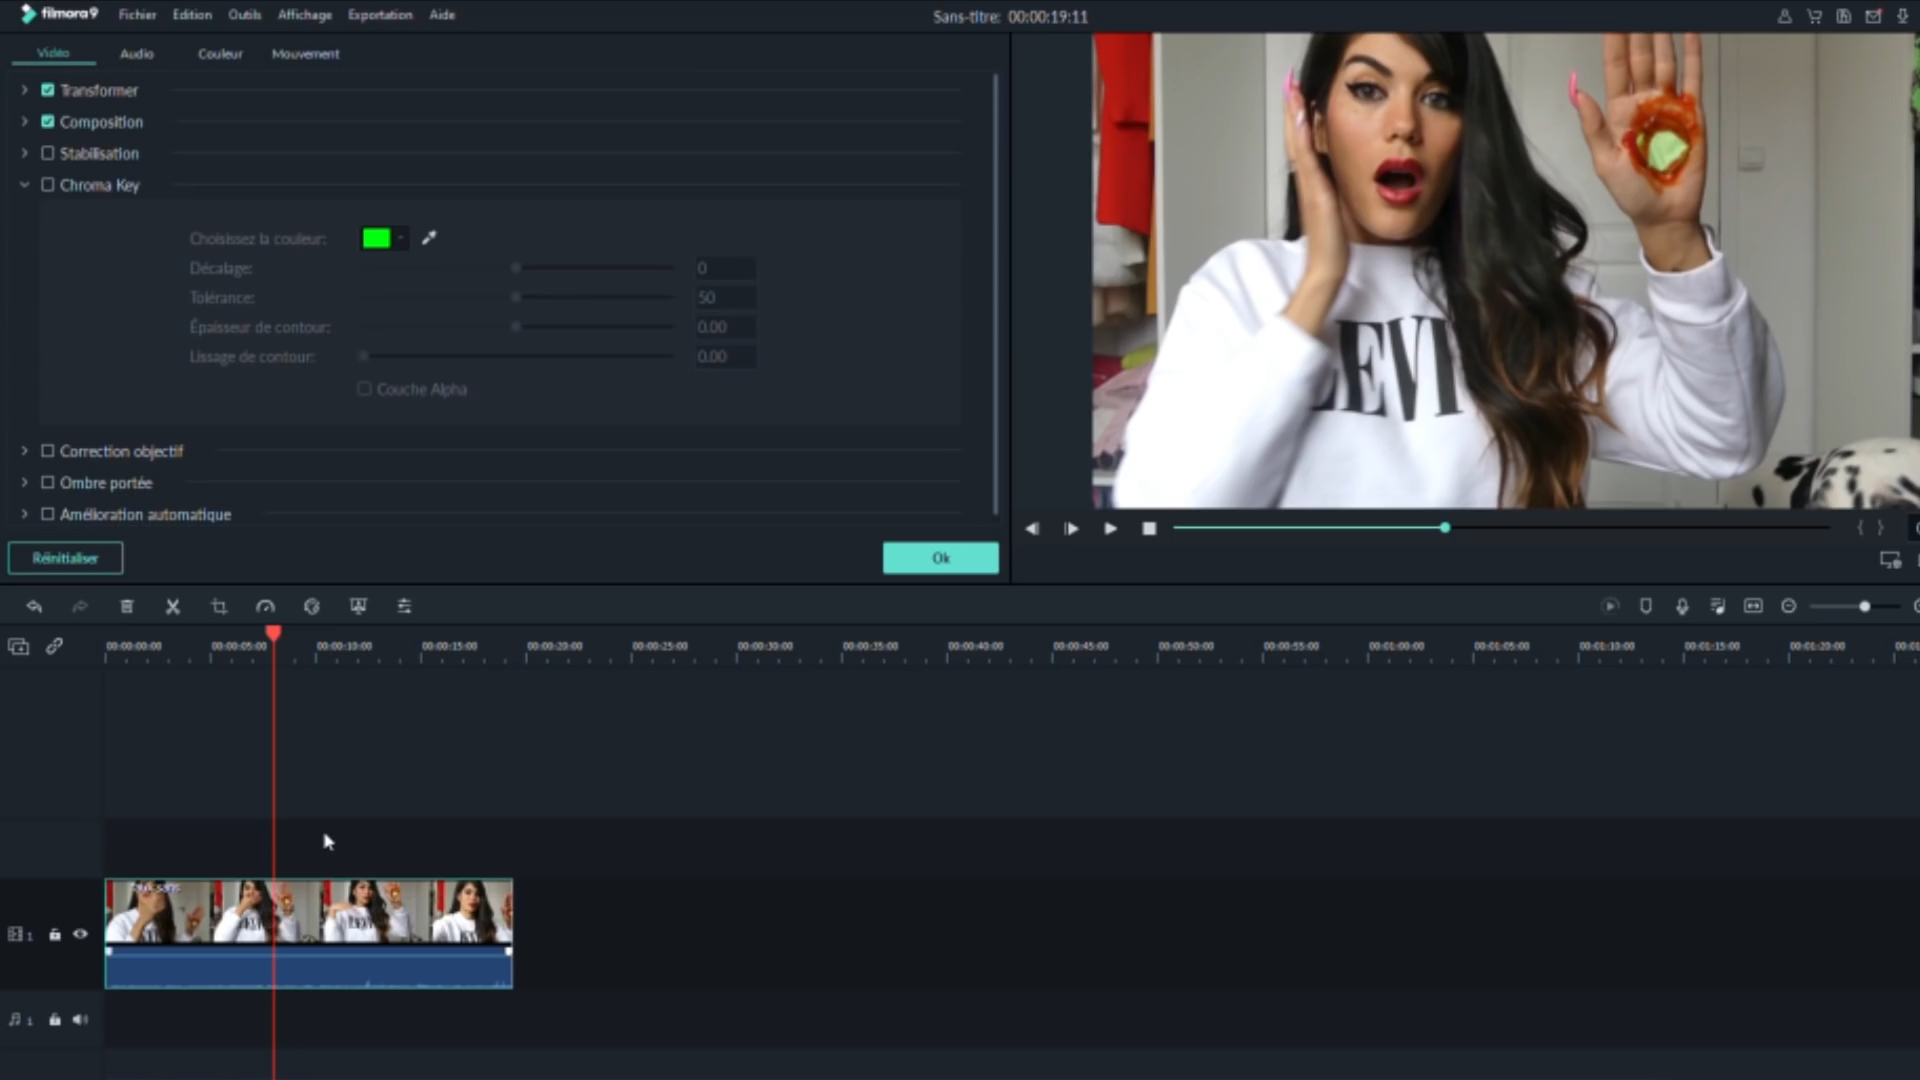 filmora9 Fichier Edition Outils Affichage Exportation Aide Sans-titre: 00:00:19:11
Vidéo Audio Couleur Mouvement
Transformer
Composition
Stabilisation
Chroma Key
Choisissez la couleur:
Décalage: 0
Tolérance: 50
Épaisseur de contour: 0.00
Lissage de contour: 0.00
Couche Alpha
Correction objectif
Ombre portée
Amélioration automatique
Réinitialiser Ok
LEVI
00:00:00:00 00:00:05:00 00:00:10:00 00:00:15:00 00:00:20:00 00:00:25:00 00:00:30:00 00:00:35:00 00:00:40:00 00:00:45:00 00:00:50:00 00:00:55:00 00:01:00:00 00:01:05:00 00:01:10:00 00:01:15:00 00:01:20:00
1
1